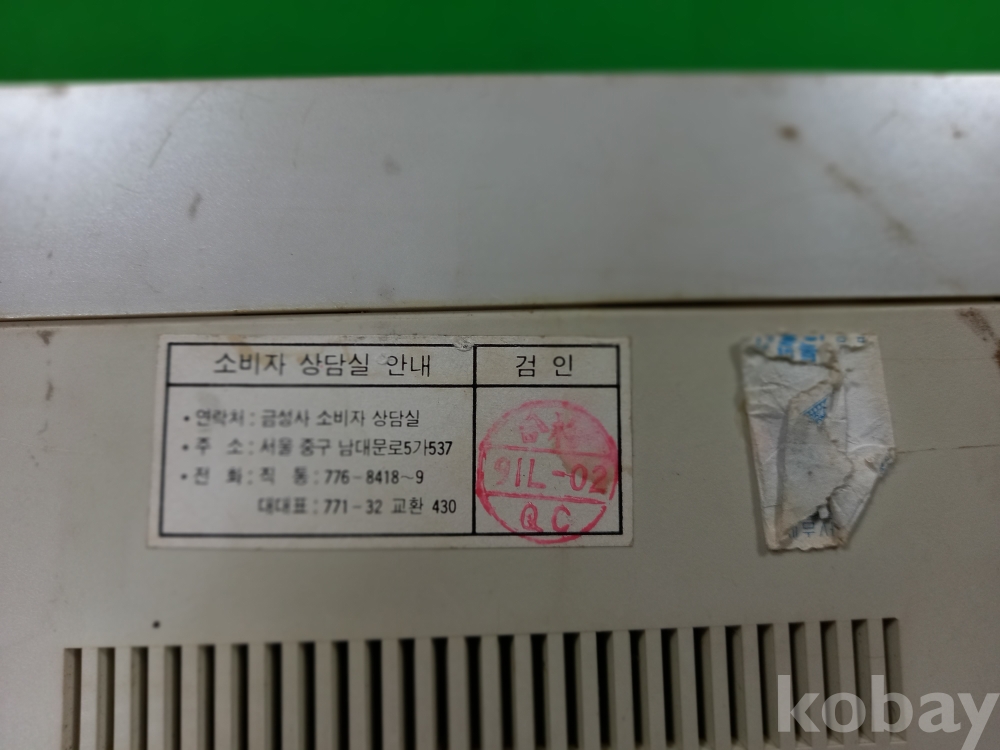 소비자 상담실 안내
검 인
• 연락처 : 금성사 소비자 상담실
• 주 소 : 서울 중구 남대문로5가537
• 전 화 : 직 통 : 776-8418~9
대대표 : 771-32 교환 430
합격
91L-02
QC
kobay